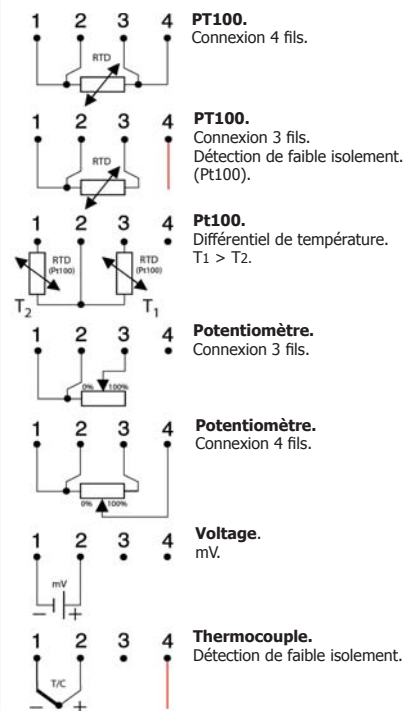 1 2 3 4 PT100.
Connexion 4 fils.
RTD
1 2 3 4 PT100.
Connexion 3 fils.
Détection de faible isolement.
(Pt100).
RTD
1 2 3 4 Pt100.
Différentiel de température.
T1 > T2.
RTD (Pt100) RTD (Pt100)
T2 T1
1 2 3 4 Potentiomètre.
Connexion 3 fils.
0% 100%
1 2 3 4 Potentiomètre.
Connexion 4 fils.
0% 100%
1 2 3 4 Voltage.
mV.
mV
− +
1 2 3 4 Thermocouple.
Détection de faible isolement.
T/C
− +